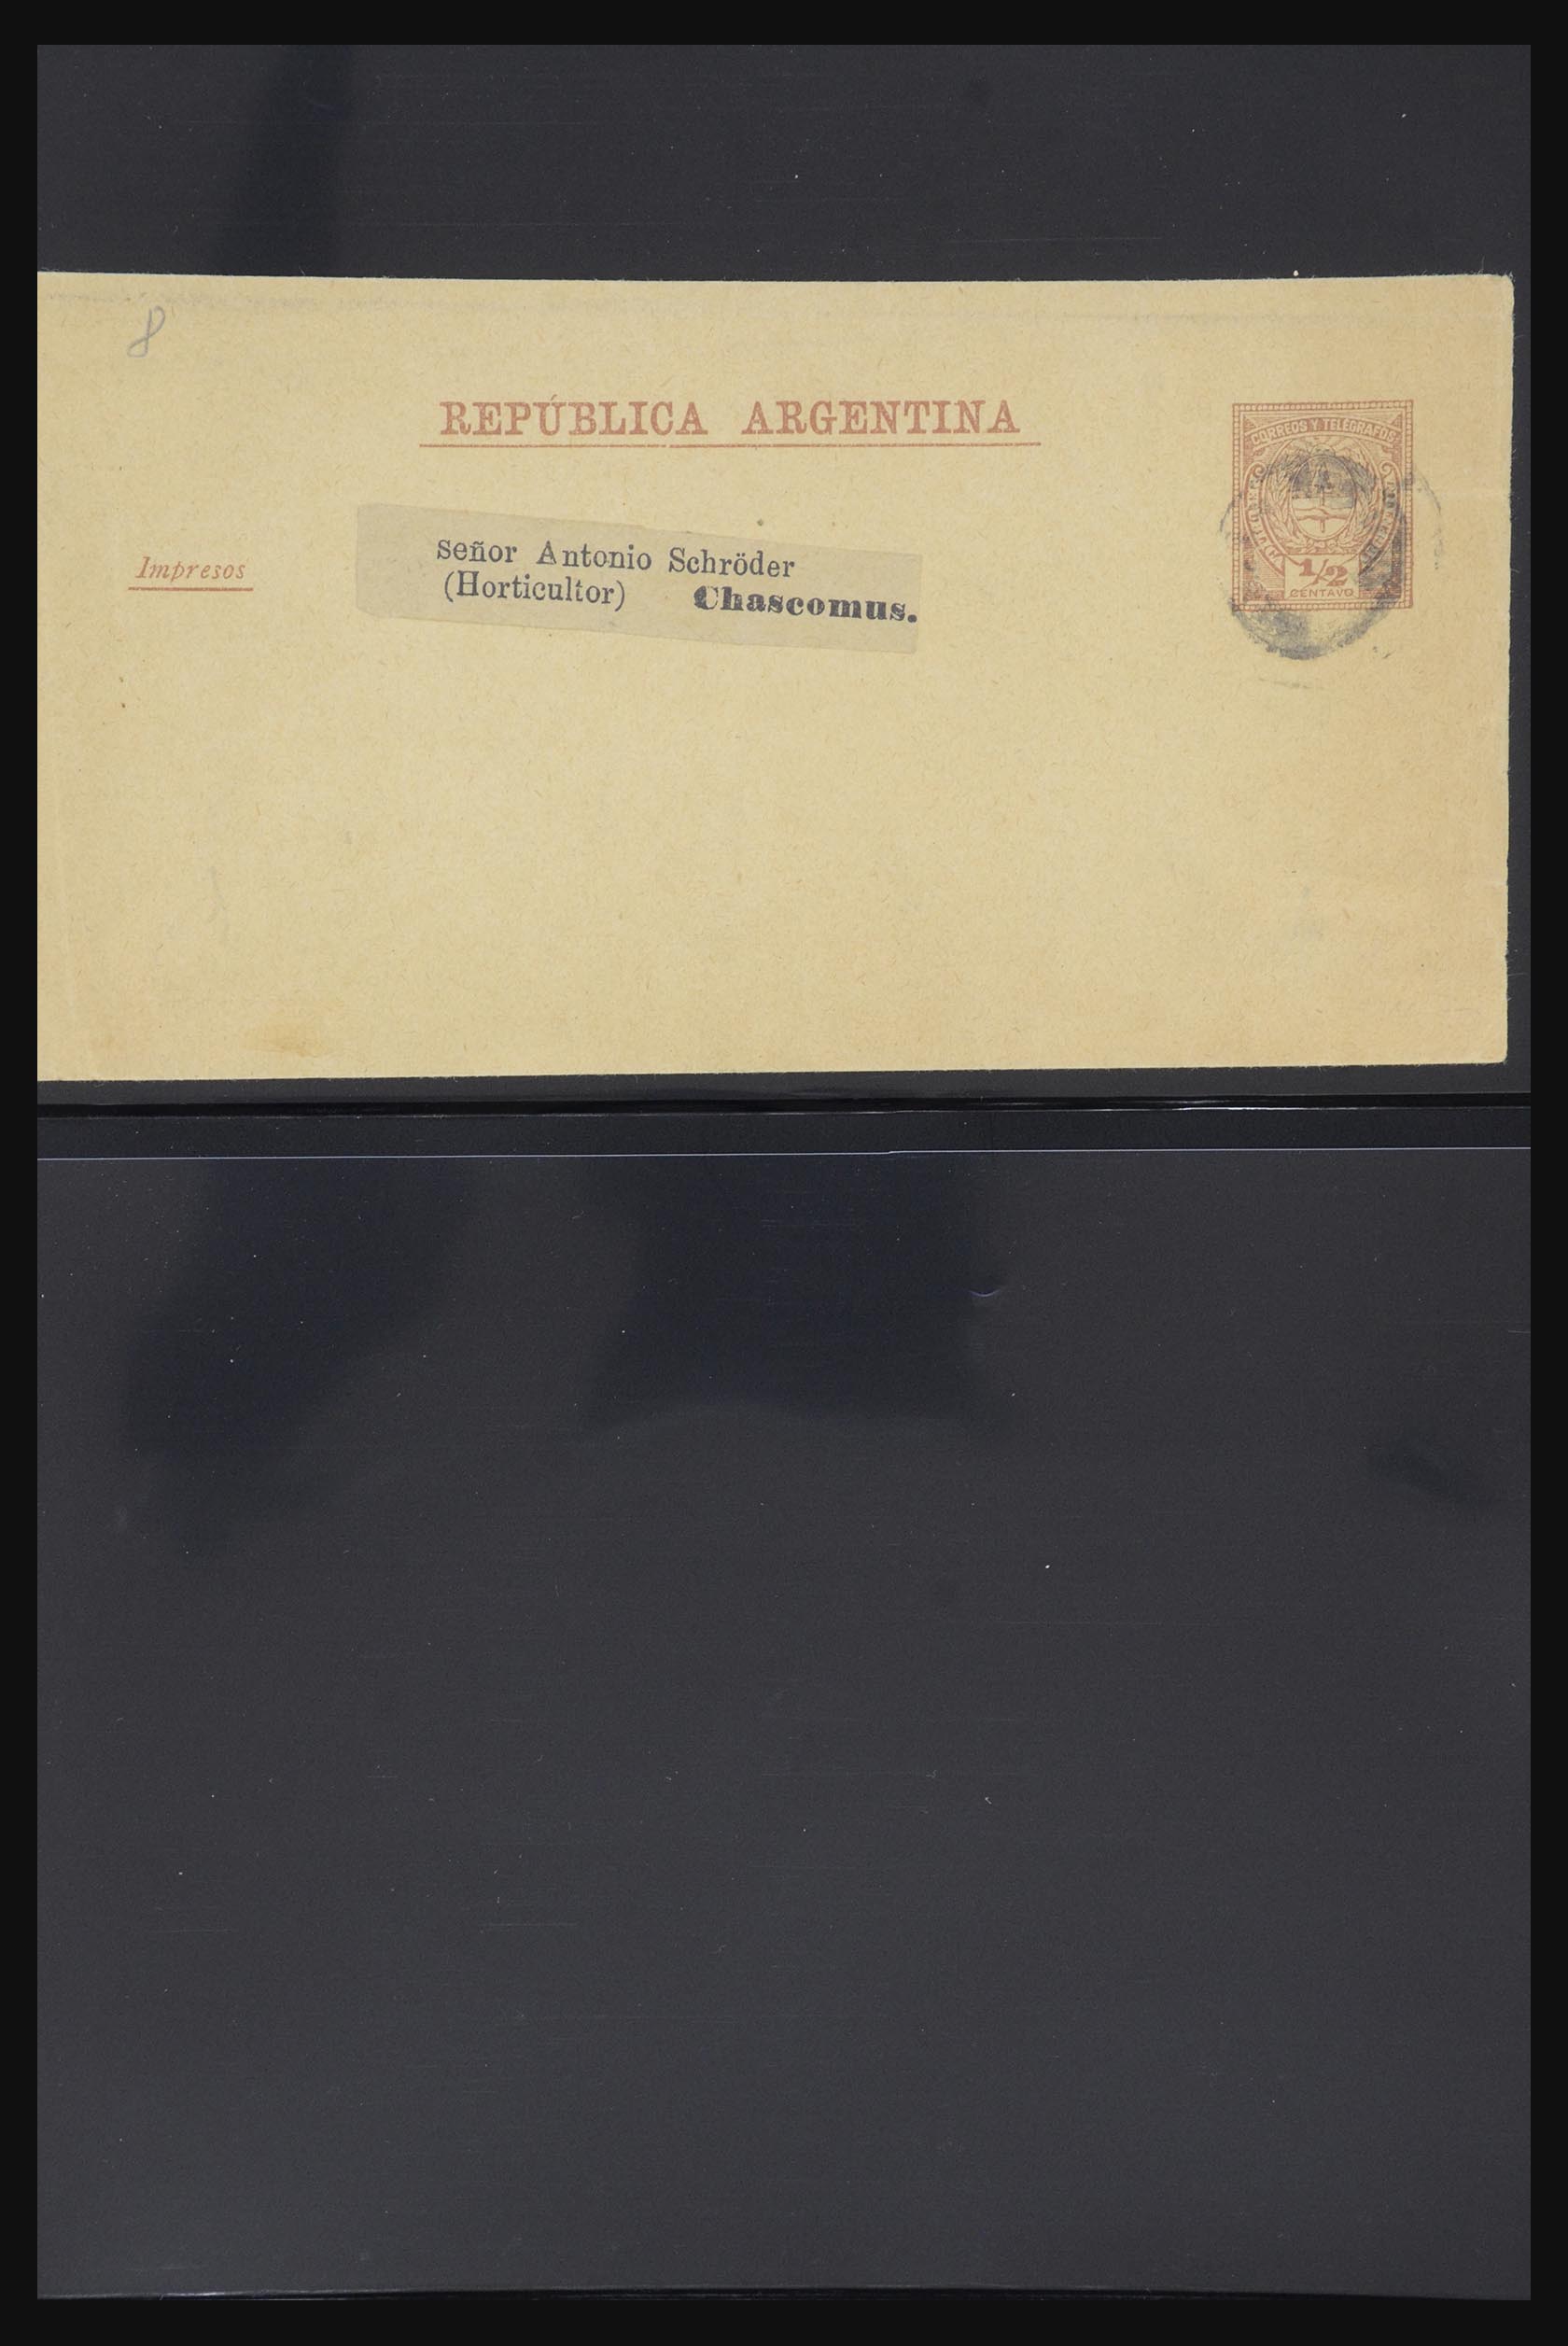 8
REPÚBLICA ARGENTINA
CORREOS Y TELEGRAFOS
Impresos
Señor Antonio Schröder
(Horticultor) Chascomus.
1/2
CENTAVO